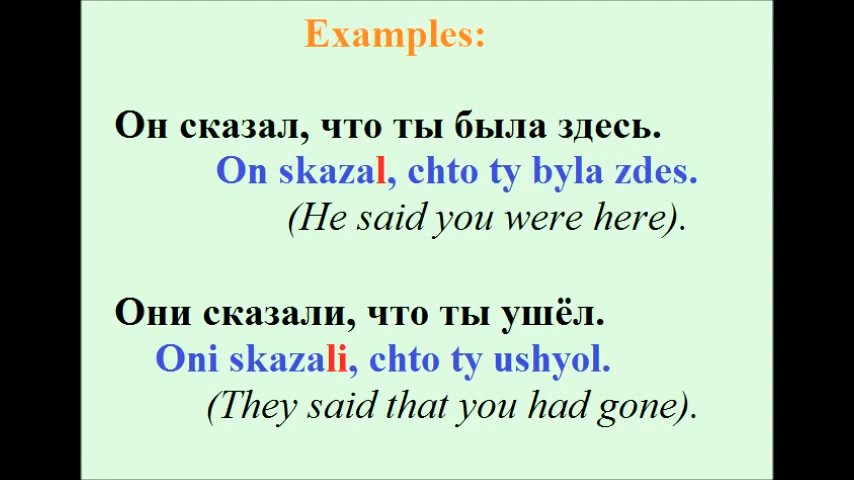 Examples:
Он сказал, что ты была здесь.
On skazal, chto ty byla zdes.
(He said you were here).
Они сказали, что ты ушёл.
Oni skazali, chto ty ushyol.
(They said that you had gone).